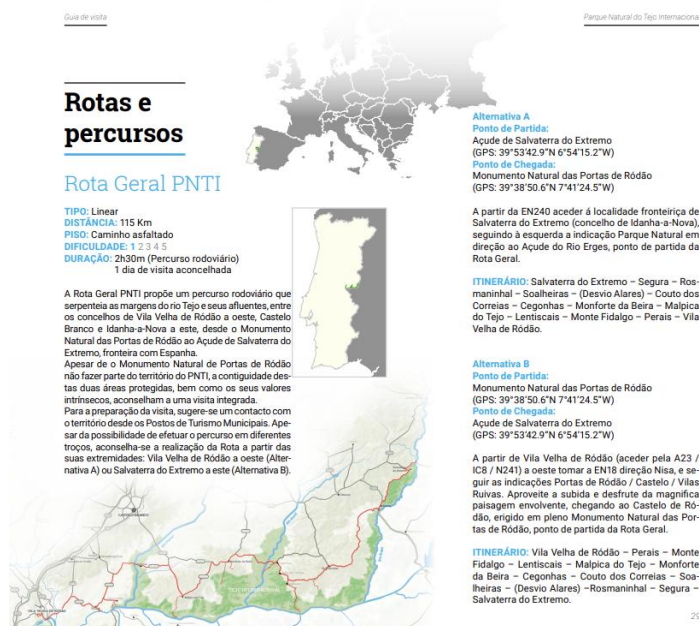 Guia de visita
Parque Natural do Tejo Internacional
Rotas e
percursos
Rota Geral PNTI
TIPO: Linear
DISTÂNCIA: 115 Km
PISO: Caminho asfaltado
DIFICULDADE: 1 2 3 4 5
DURAÇÃO: 2h30m (Percurso rodoviário)
1 dia de visita aconcelhada
A Rota Geral PNTI propõe um percurso rodoviário que
serpenteia as margens do rio Tejo e seus afluentes, entre
os concelhos de Vila Velha de Ródão a oeste, Castelo
Branco e Idanha-a-Nova a este, desde o Monumento
Natural das Portas de Ródão ao Açude de Salvaterra do
Extremo, fronteira com Espanha.
Apesar de o Monumento Natural de Portas de Ródão
não fazer parte do território do PNTI, a contiguidade des-
tas duas áreas protegidas, bem como os seus valores
intrínsecos, aconselham a uma visita integrada.
Para a preparação da visita, sugere-se um contacto com
o território desde os Postos de Turismo Municipais. Ape-
sar da possibilidade de efetuar o percurso em diferentes
troços, aconselha-se a realização da Rota a partir das
suas extremidades: Vila Velha de Ródão a oeste (Alter-
nativa A) ou Salvaterra do Extremo a este (Alternativa B).
Alternativa A
Ponto de Partida:
Açude de Salvaterra do Extremo
(GPS: 39°53'42.9"N 6°54'15.2"W)
Ponto de Chegada:
Monumento Natural das Portas de Ródão
(GPS: 39°38'50.6"N 7°41'24.5"W)
A partir da EN240 aceder á localidade fronteiriça de
Salvaterra do Extremo (concelho de Idanha-a-Nova),
seguindo à esquerda a indicação Parque Natural em
direção ao Açude do Rio Erges, ponto de partida da
Rota Geral.
ITINERÁRIO: Salvaterra do Extremo – Segura – Ros-
maninhal – Soalheiras – (Desvio Alares) – Couto dos
Correias – Cegonhas – Monforte da Beira – Malpica
do Tejo – Lentiscais – Monte Fidalgo – Perais – Vila
Velha de Ródão.
Alternativa B
Ponto de Partida:
Monumento Natural das Portas de Ródão
(GPS: 39°38'50.6"N 7°41'24.5"W)
Ponto de Chegada:
Açude de Salvaterra do Extremo
(GPS: 39°53'42.9"N 6°54'15.2"W)
A partir de Vila Velha de Ródão (aceder pela A23 /
IC8 / N241) a oeste tomar a EN18 direção Nisa, e se-
guir as indicações Portas de Ródão / Castelo / Vilas
Ruivas. Aproveite a subida e desfrute da magnifica
paisagem envolvente, chegando ao Castelo de Ró-
dão, erigido em pleno Monumento Natural das Por-
tas de Ródão, ponto de partida da Rota Geral.
ITINERÁRIO: Vila Velha de Ródão – Perais – Monte
Fidalgo – Lentiscais – Malpica do Tejo – Monforte
da Beira – Cegonhas – Couto dos Correias – Soa-
lheiras – (Desvio Alares) –Rosmaninhal – Segura –
Salvaterra do Extremo.
29